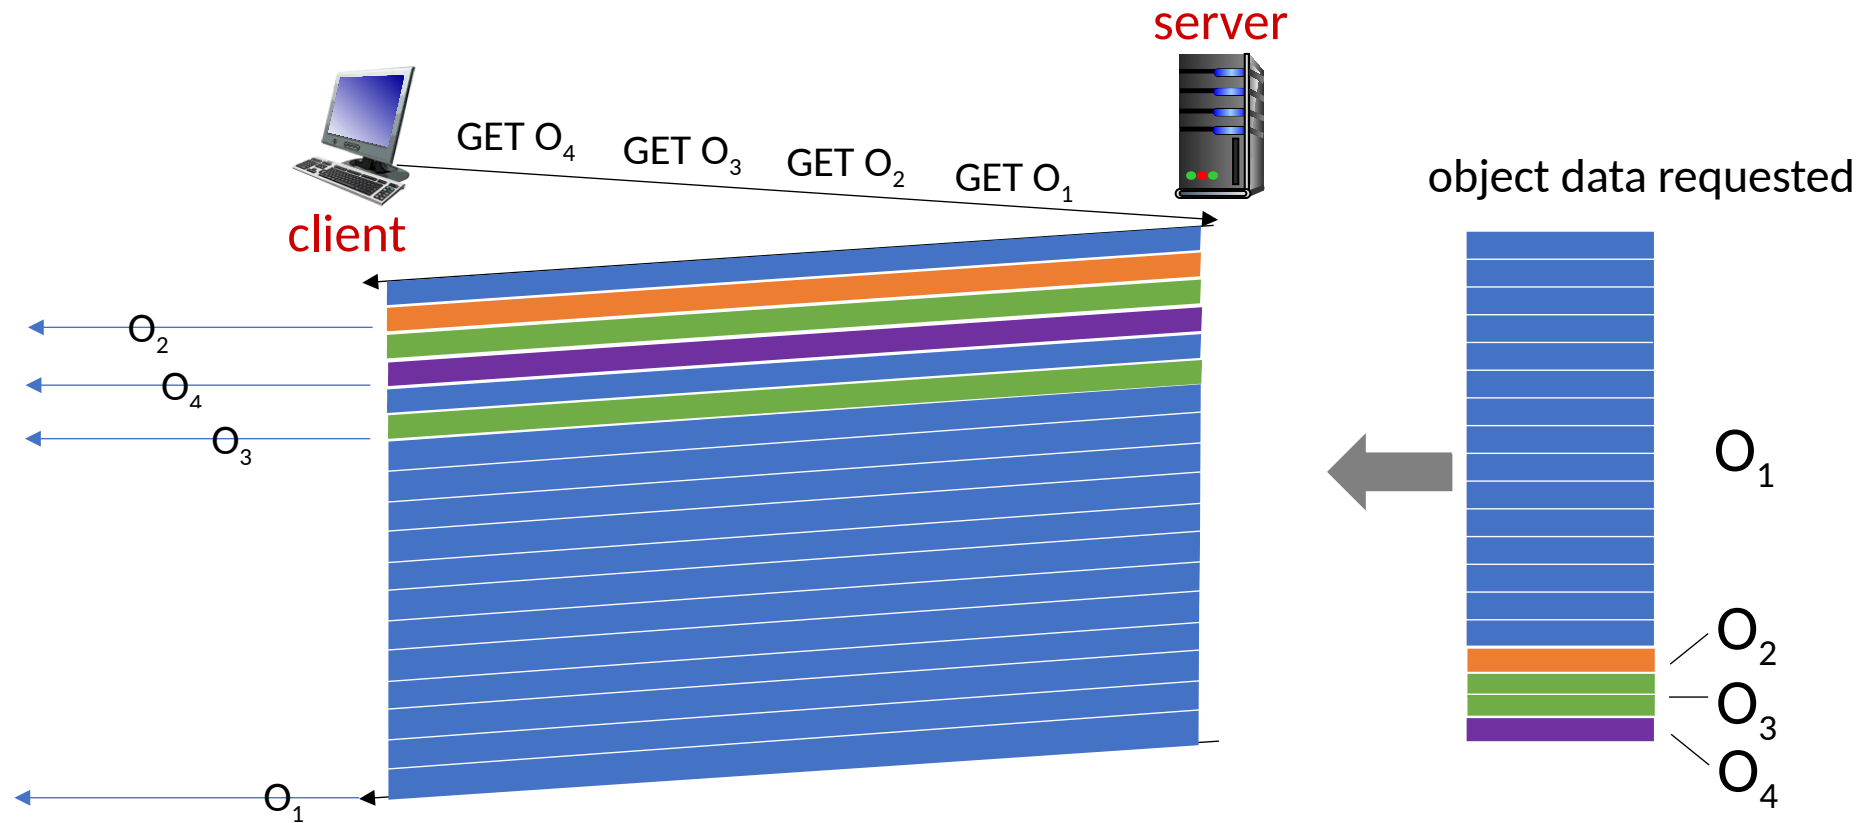 server
GET O₄
GET O₃
GET O₂
GET O₁
object data requested
client
O₂
O₄
O₃
O₁
O₁
O₂
O₃
O₄